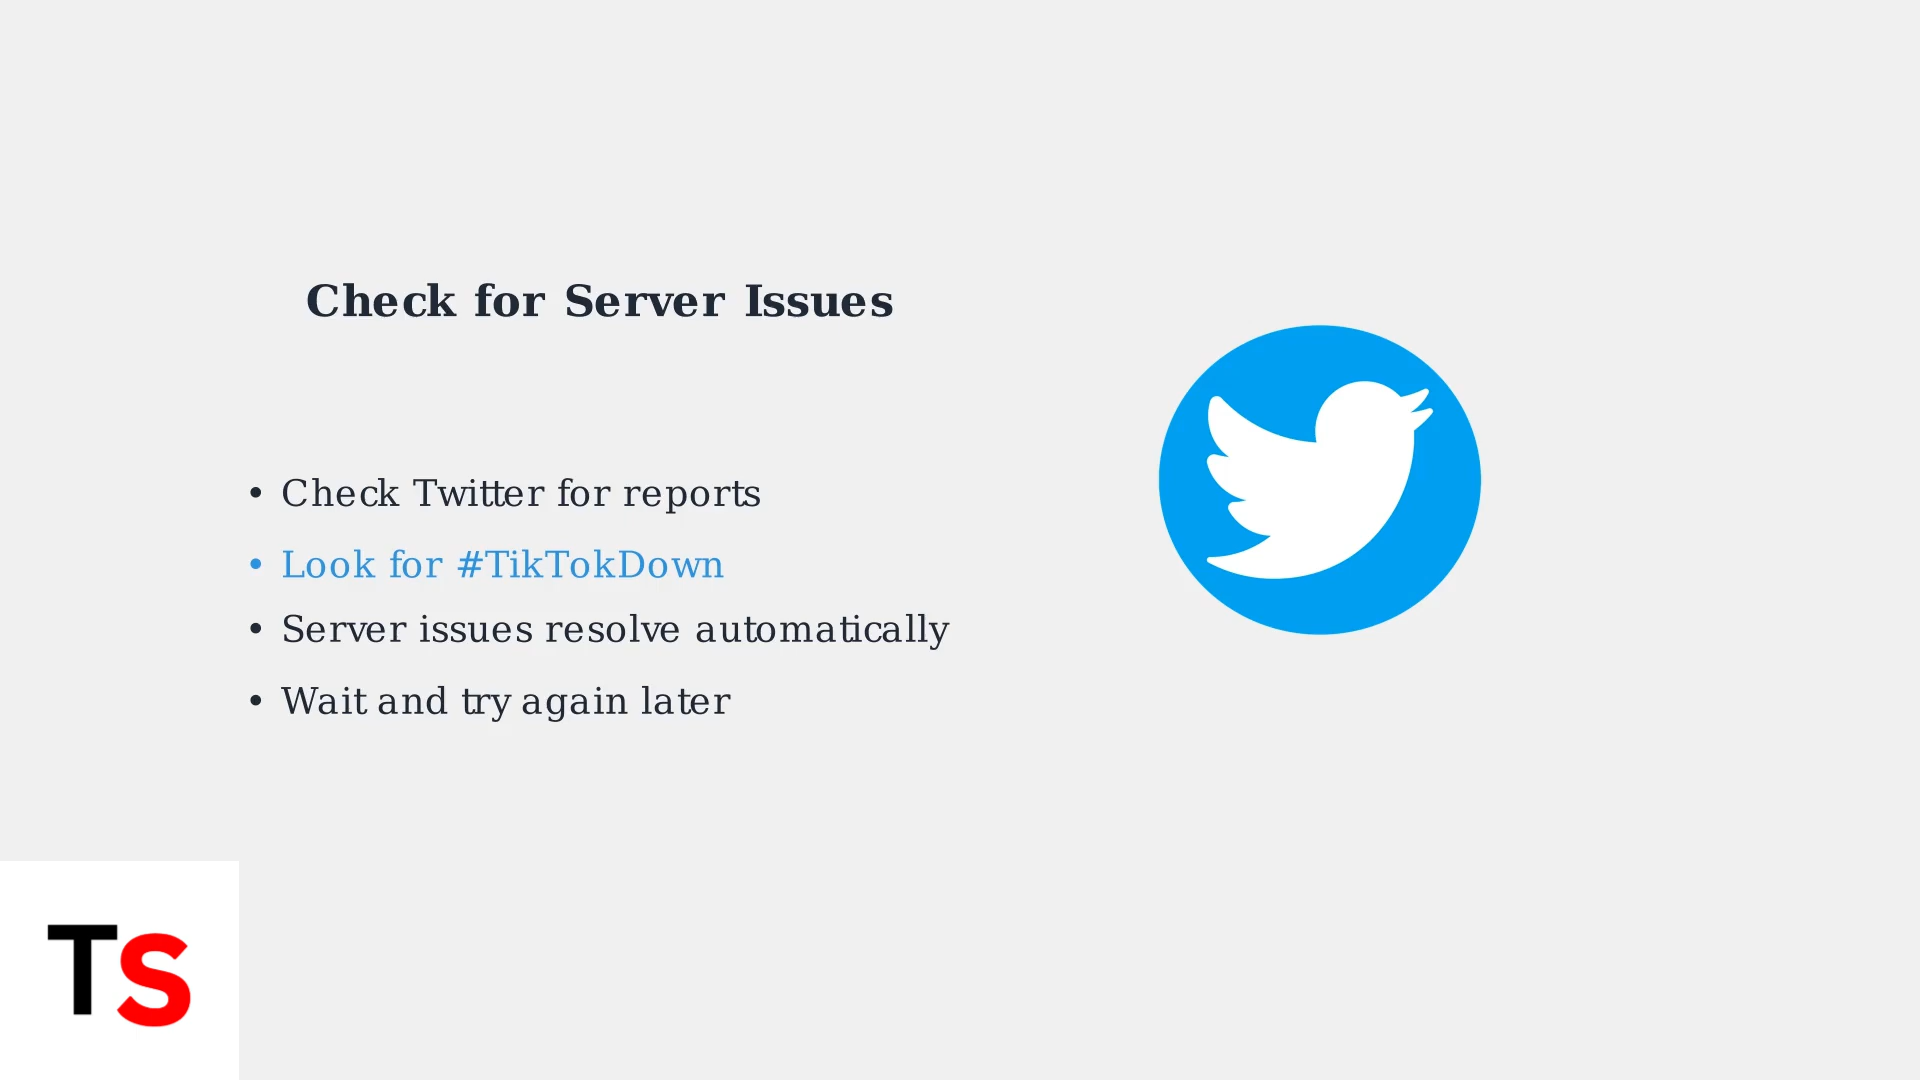 Check for Server Issues
• Check Twitter for reports
• Look for #TikTokDown
• Server issues resolve automatically
• Wait and try again later
TS